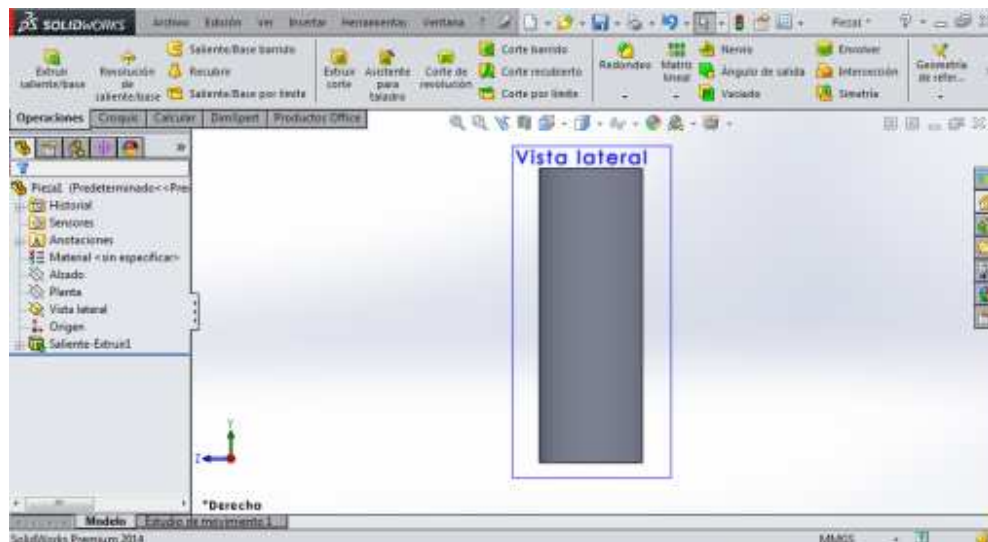 SOLIDWORKS Archivo Edición Ver Insertar Herramientas Ventana ? Pieza1 *
Extruir saliente/base
Revolución de saliente/base
Saliente/Base barrido
Recubrir
Saliente/Base por límite
Extruir corte
Asistente para taladro
Corte de revolución
Corte barrido
Corte recubierto
Corte por límite
Redondeo
Matriz lineal
Nervio
Ángulo de salida
Vaciado
Envolver
Intersección
Simetría
Geometría de refer...
Operaciones Croquis Calcular DimXpert Productos Office
Pieza1 (Predeterminado<<Pre
Historial
Sensores
Anotaciones
Material <sin especificar>
Alzado
Planta
Vista lateral
Origen
Saliente-Extruir1
Vista lateral
Y
Z
*Derecha
Modelo Estudio de movimiento 1
SolidWorks Premium 2014 MMGS